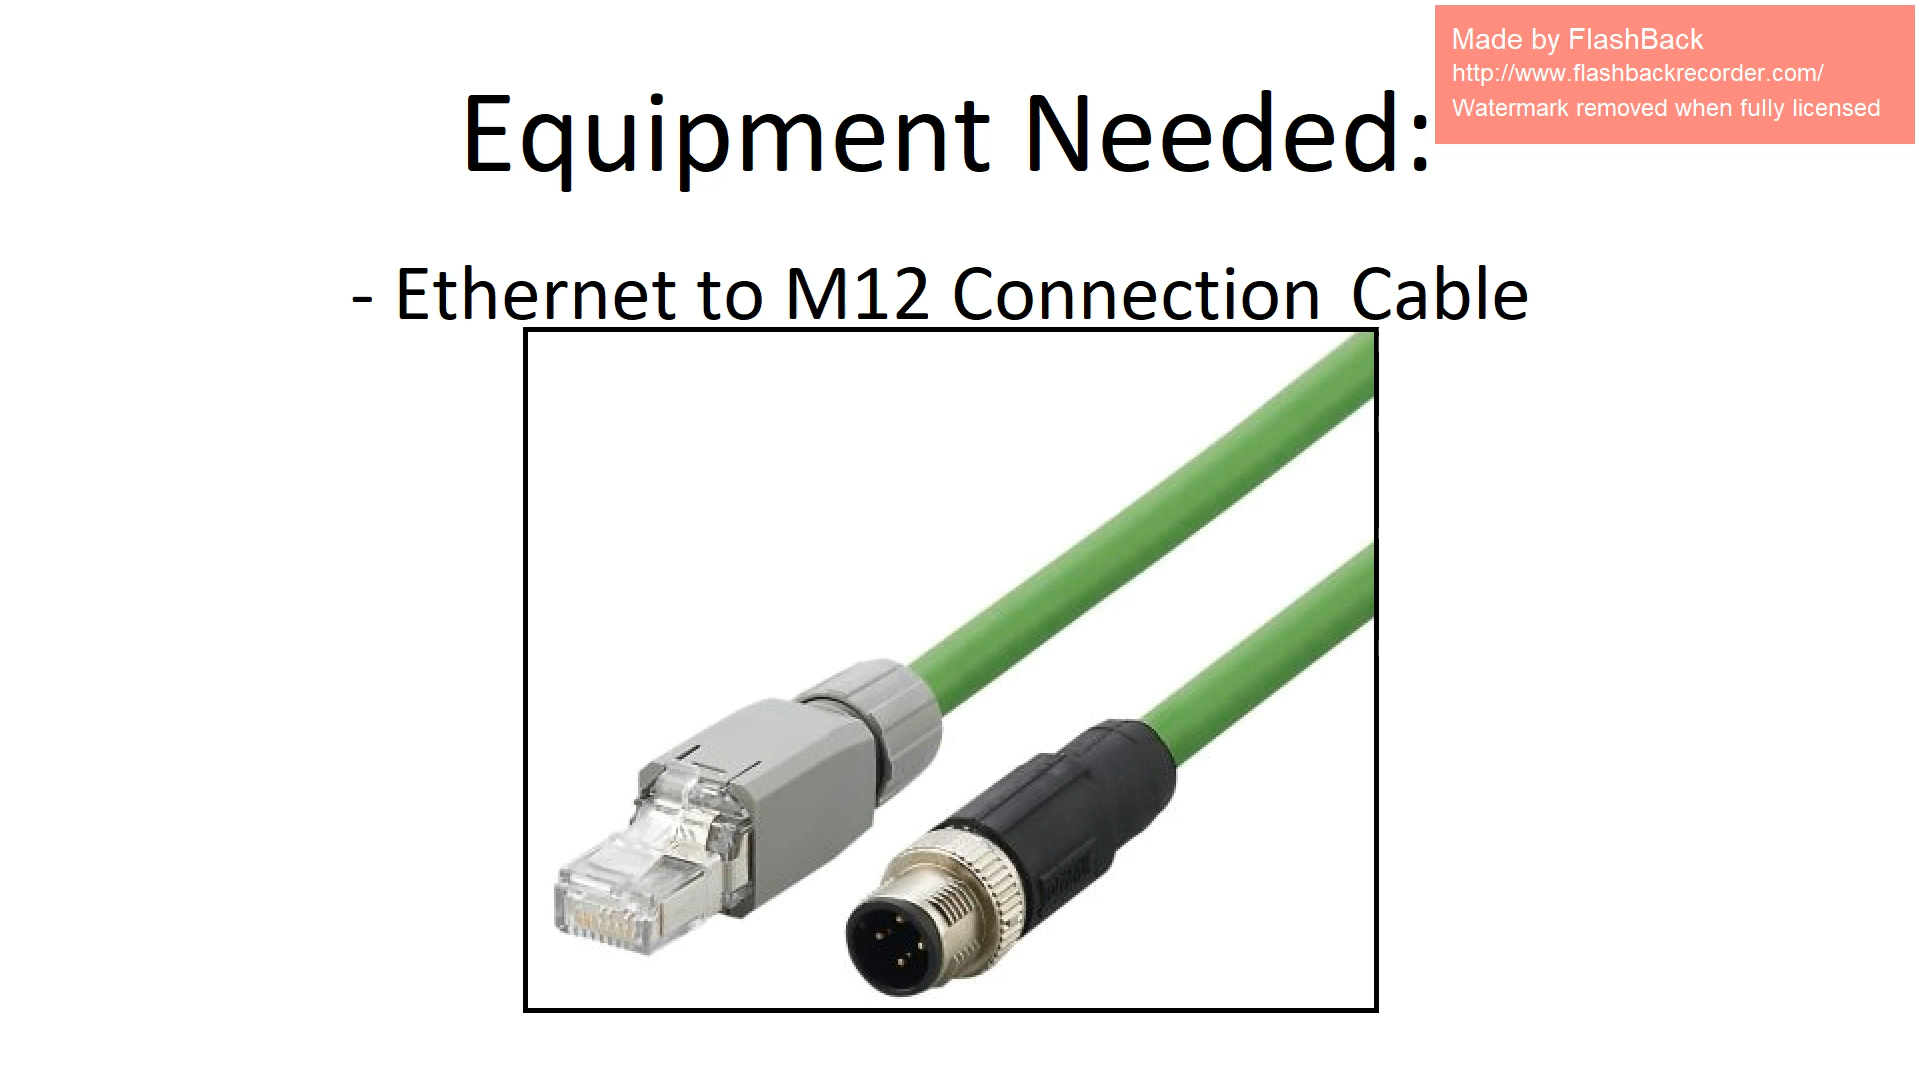 Made by FlashBack
http://www.flashbackrecorder.com/
Watermark removed when fully licensed
Equipment Needed:
- Ethernet to M12 Connection Cable